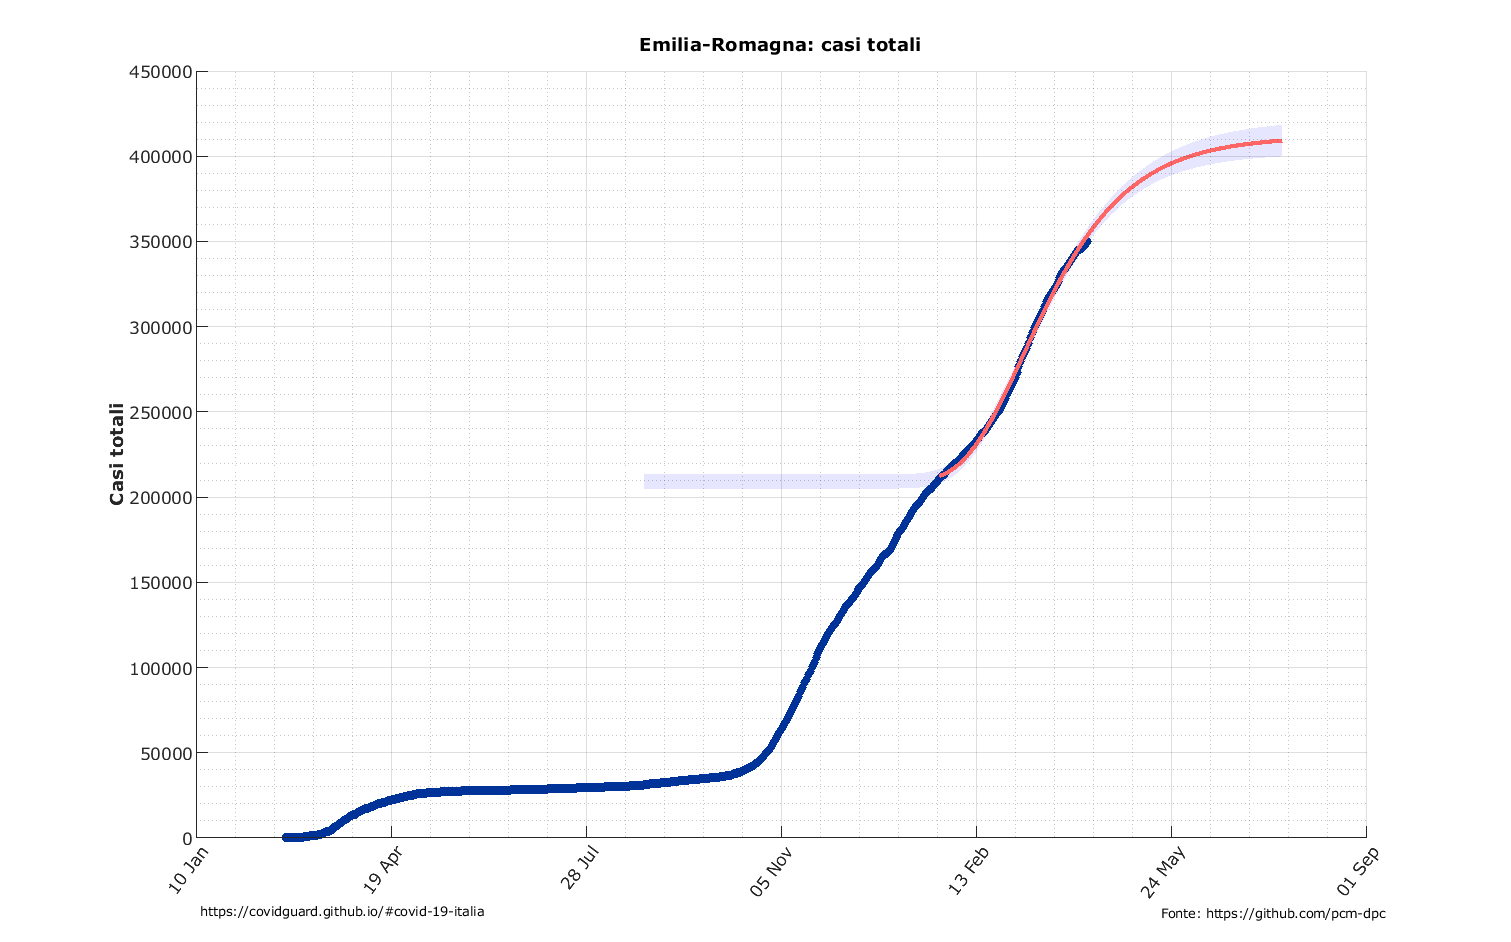 Emilia-Romagna: casi totali
450000
400000
350000
300000
250000
200000
150000
100000
50000
0
Casi totali
10 Jan
19 Apr
28 Jul
05 Nov
13 Feb
24 May
01 Sep
https://covidguard.github.io/#covid-19-italia
Fonte: https://github.com/pcm-dpc